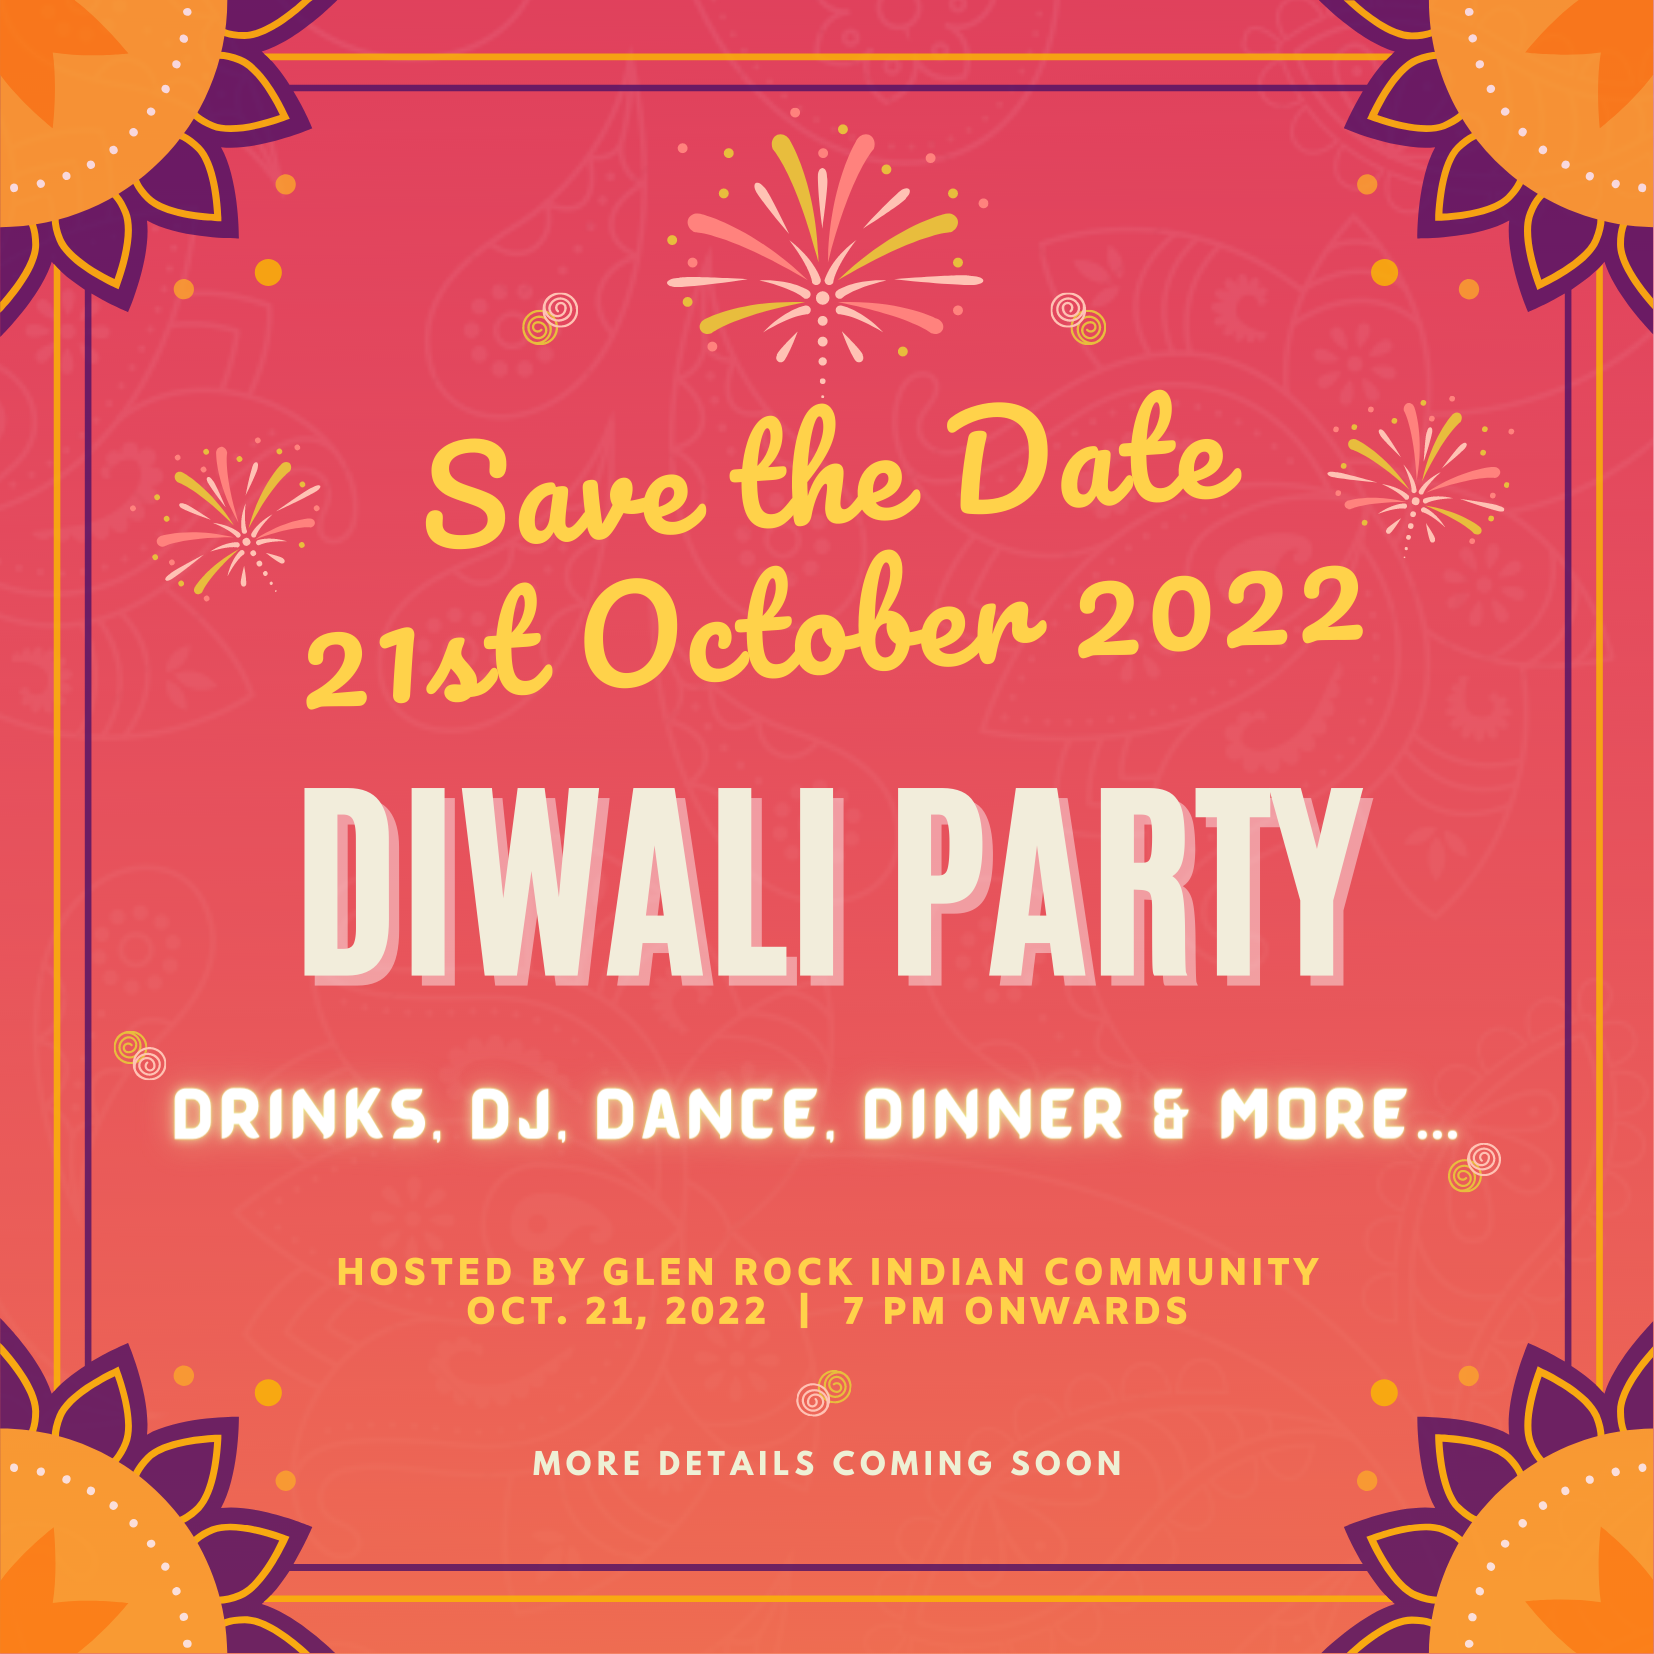 Save the Date
21st October 2022
DIWALI PARTY
DRINKS, DJ, DANCE, DINNER & MORE...
HOSTED BY GLEN ROCK INDIAN COMMUNITY
OCT. 21, 2022 | 7 PM ONWARDS
MORE DETAILS COMING SOON